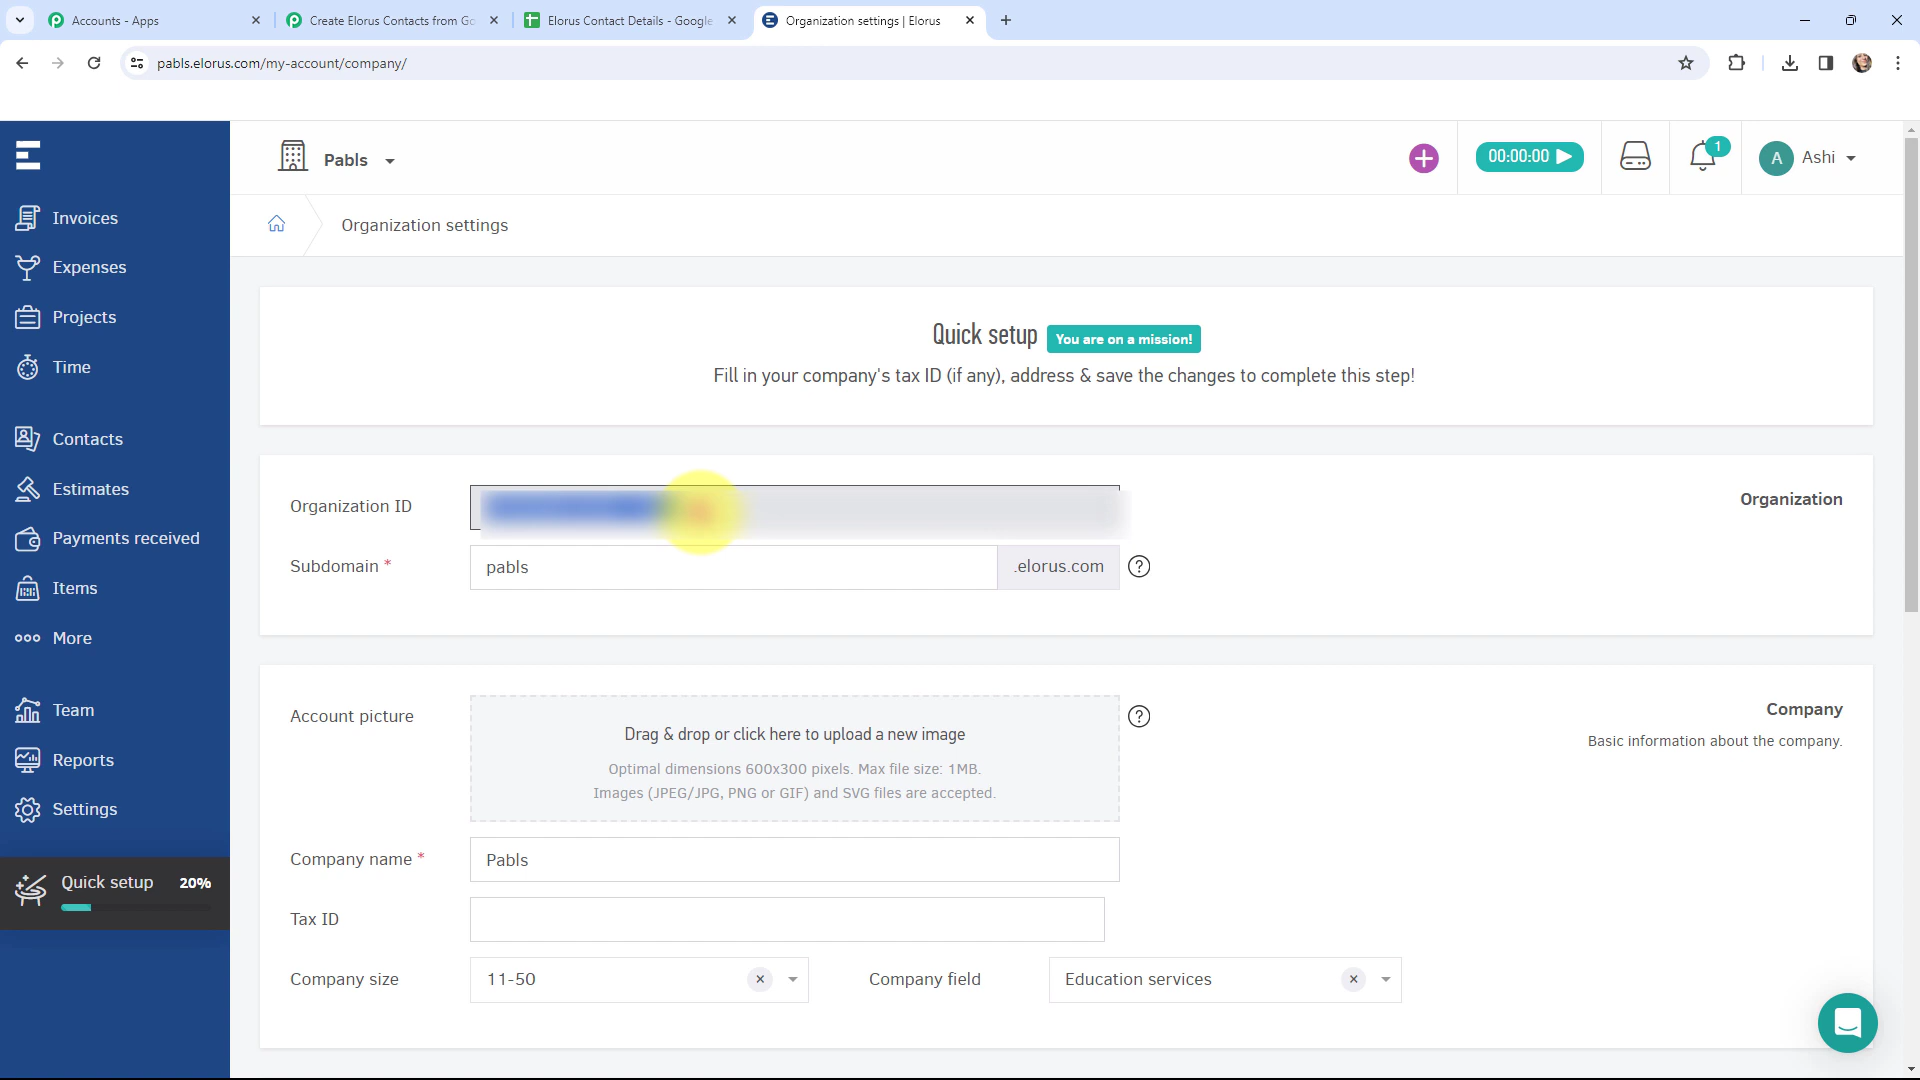 Accounts - Apps
Create Elorus Contacts from Go
Elorus Contact Details - Google
Organization settings | Elorus
pabls.elorus.com/my-account/company/
Pabls
00:00:00
1
A
Ashi
Invoices
Expenses
Projects
Time
Contacts
Estimates
Payments received
Items
More
Team
Reports
Settings
Quick setup 20%
Organization settings
Quick setup You are on a mission!
Fill in your company's tax ID (if any), address & save the changes to complete this step!
Organization ID
Organization
Subdomain * pabls .elorus.com ?
Account picture
Drag & drop or click here to upload a new image
Optimal dimensions 600x300 pixels. Max file size: 1MB.
Images (JPEG/JPG, PNG or GIF) and SVG files are accepted.
?
Company
Basic information about the company.
Company name * Pabls
Tax ID
Company size 11-50 Company field Education services